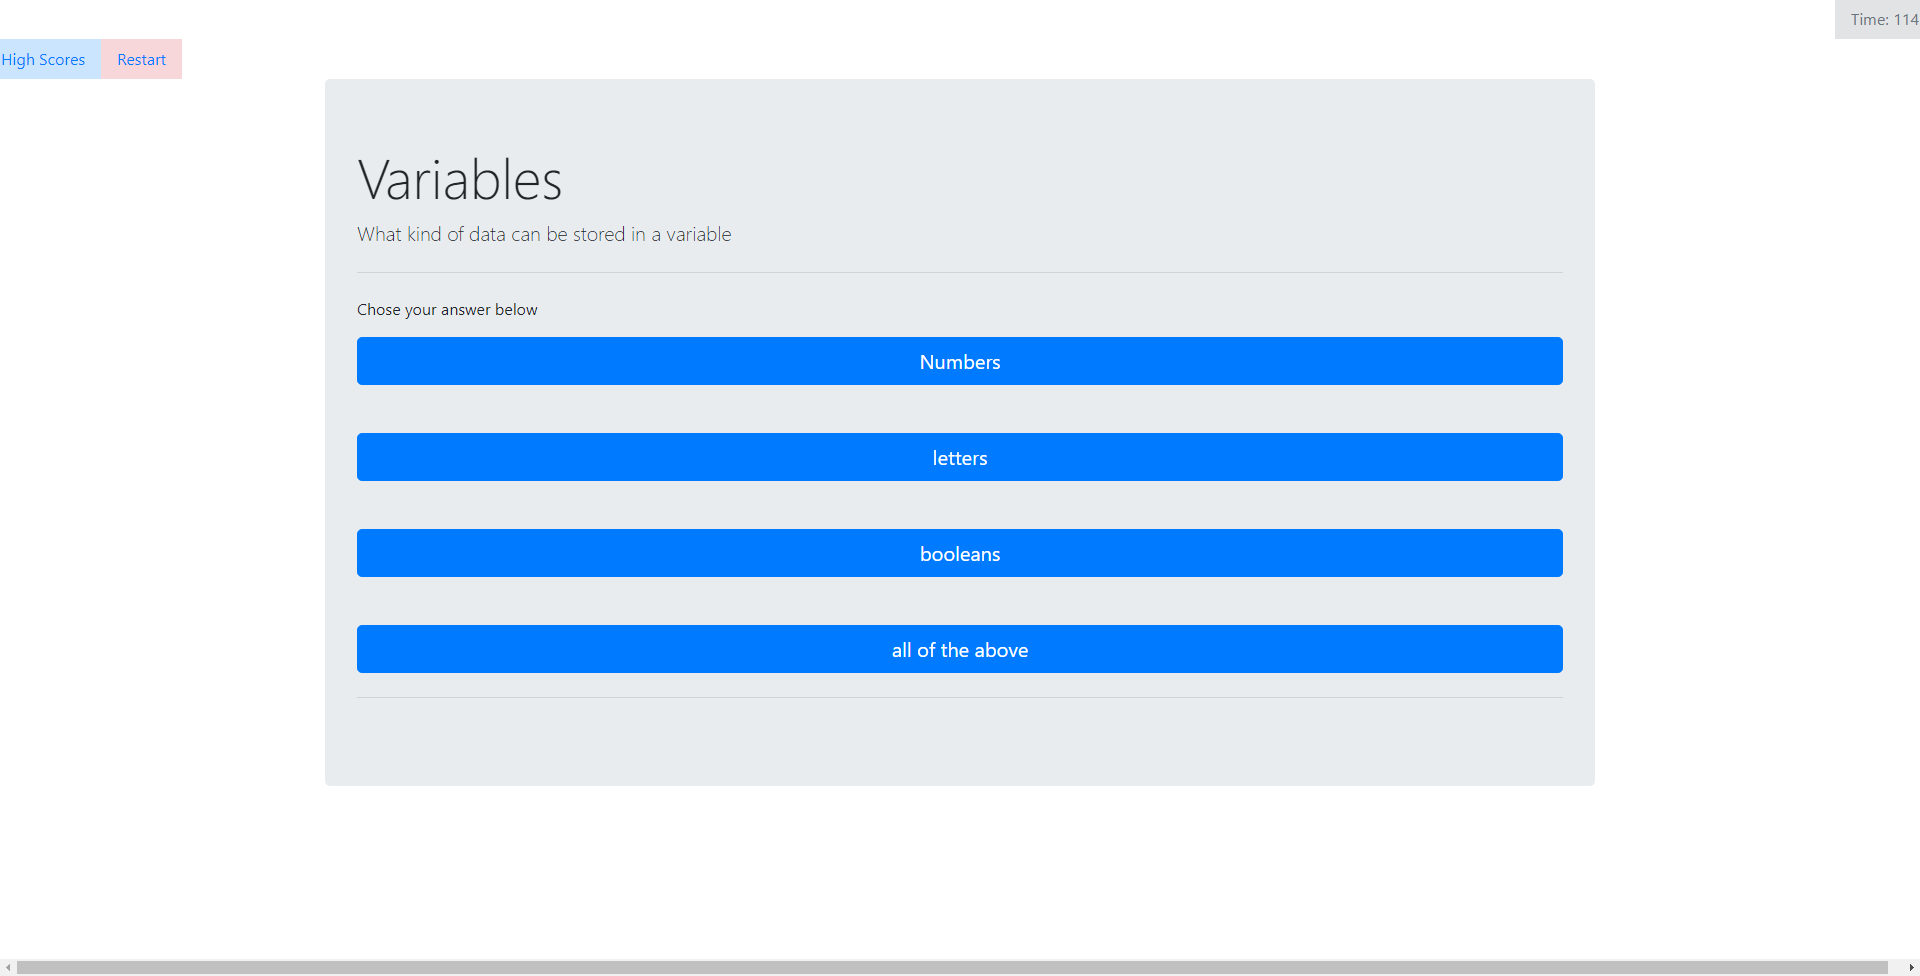 Time: 114
High Scores Restart
Variables
What kind of data can be stored in a variable
Chose your answer below
Numbers
letters
booleans
all of the above